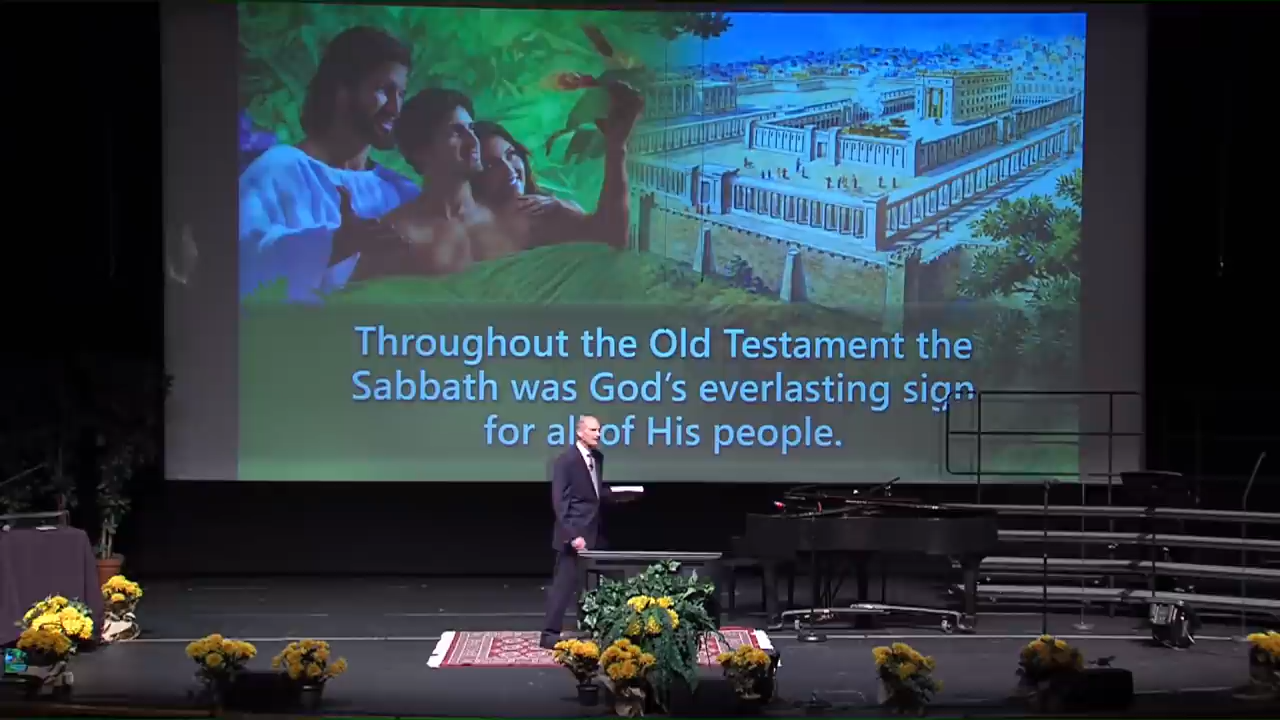 Throughout the Old Testament the
Sabbath was God's everlasting sign
for all of His people.